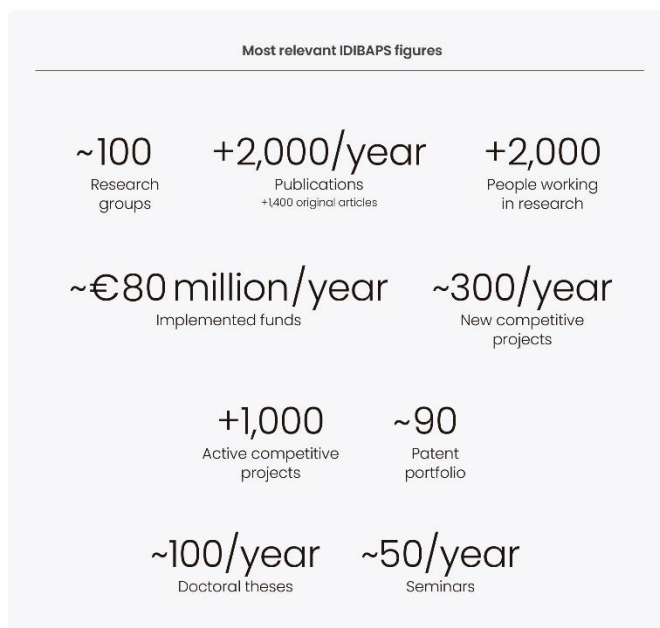 Most relevant IDIBAPS figures
~100
Research
groups
+2,000/year
Publications
+1,400 original articles
+2,000
People working
in research
~€80 million/year
Implemented funds
~300/year
New competitive
projects
+1,000
Active competitive
projects
~90
Patent
portfolio
~100/year
Doctoral theses
~50/year
Seminars